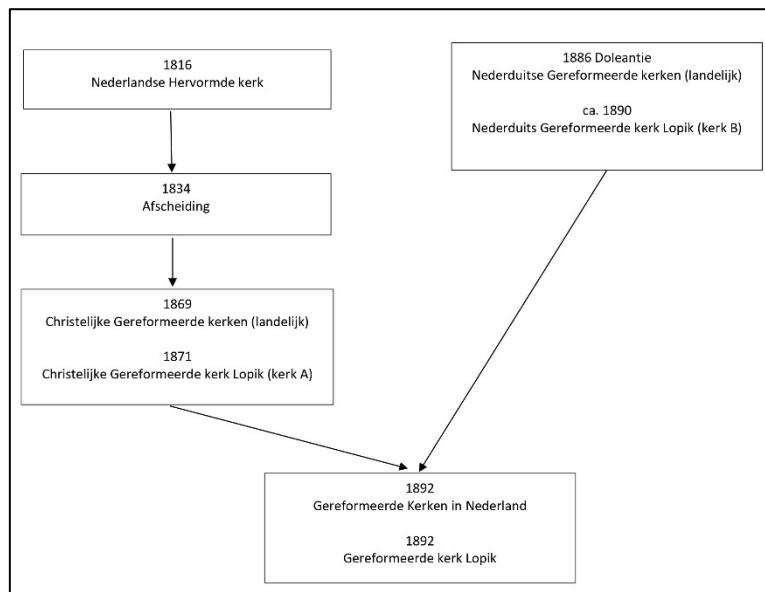 1816
Nederlandse Hervormde kerk
1834
Afscheiding
1869
Christelijke Gereformeerde kerken (landelijk)
1871
Christelijke Gereformeerde kerk Lopik (kerk A)
1886 Doleantie
Nederduitse Gereformeerde kerken (landelijk)
ca. 1890
Nederduits Gereformeerde kerk Lopik (kerk B)
1892
Gereformeerde Kerken in Nederland
1892
Gereformeerde kerk Lopik